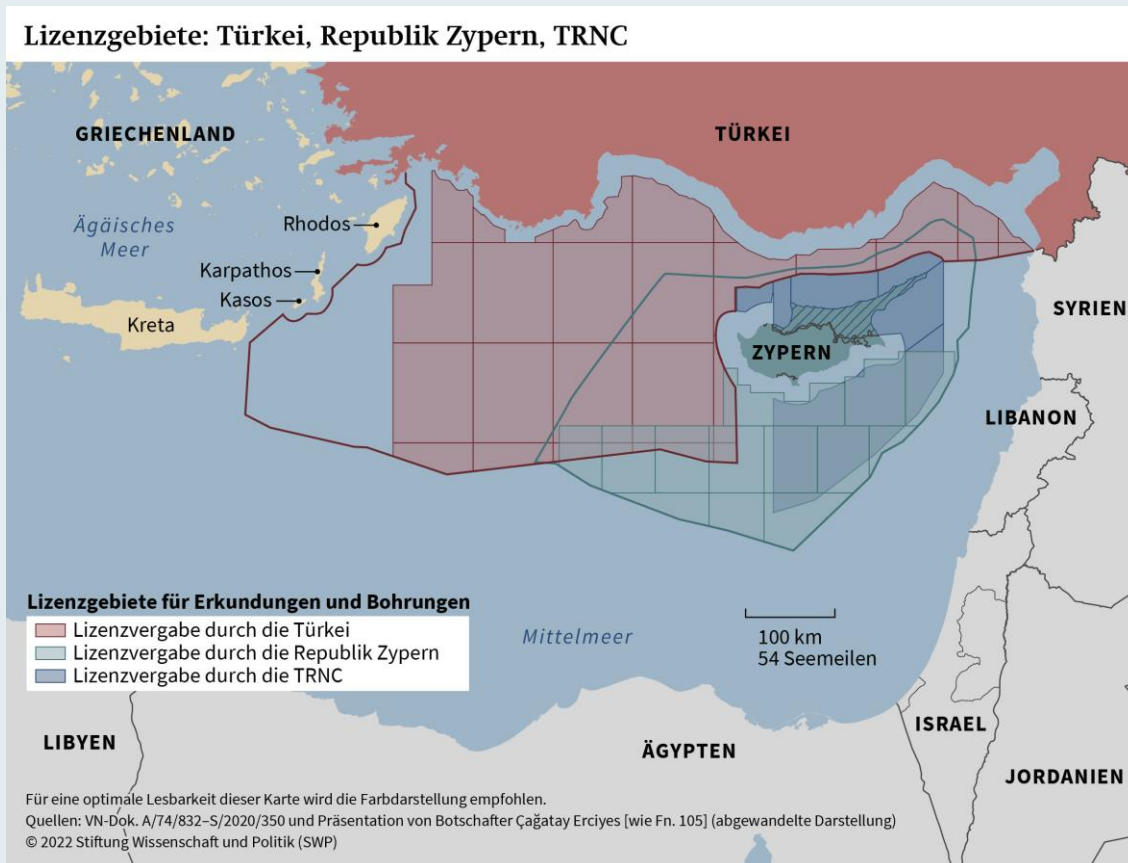 Lizenzgebiete: Türkei, Republik Zypern, TRNC
GRIECHENLAND
TÜRKEI
Ägäisches
Meer
Rhodos
Karpathos
Kasos
Kreta
ZYPERN
SYRIEN
LIBANON
Lizenzgebiete für Erkundungen und Bohrungen
Lizenzvergabe durch die Türkei
Lizenzvergabe durch die Republik Zypern
Lizenzvergabe durch die TRNC
Mittelmeer
100 km
54 Seemeilen
LIBYEN
ÄGYPTEN
ISRAEL
JORDANIEN
Für eine optimale Lesbarkeit dieser Karte wird die Farbdarstellung empfohlen.
Quellen: VN-Dok. A/74/832–S/2020/350 und Präsentation von Botschafter Çağatay Erciyes [wie Fn. 105] (abgewandelte Darstellung)
© 2022 Stiftung Wissenschaft und Politik (SWP)